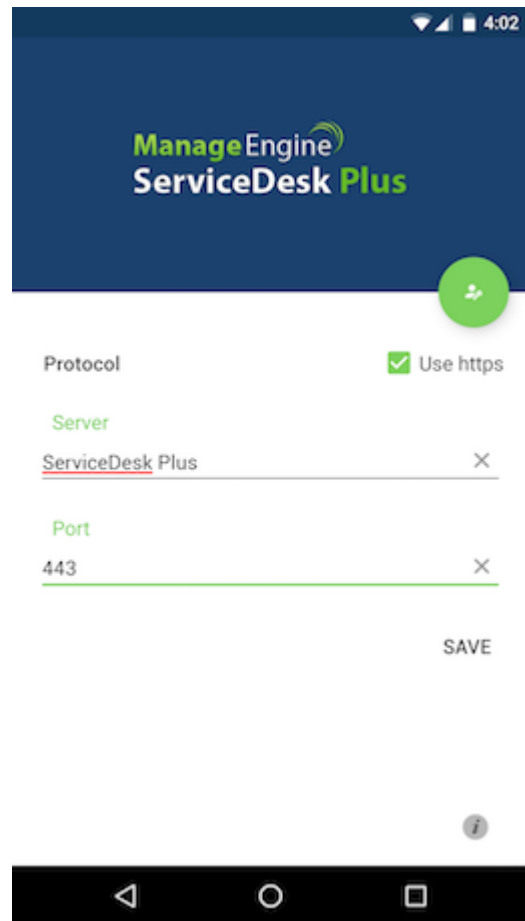 4:02
ManageEngine
ServiceDesk Plus
Protocol
Use https
Server
ServiceDesk Plus
Port
443
SAVE
i